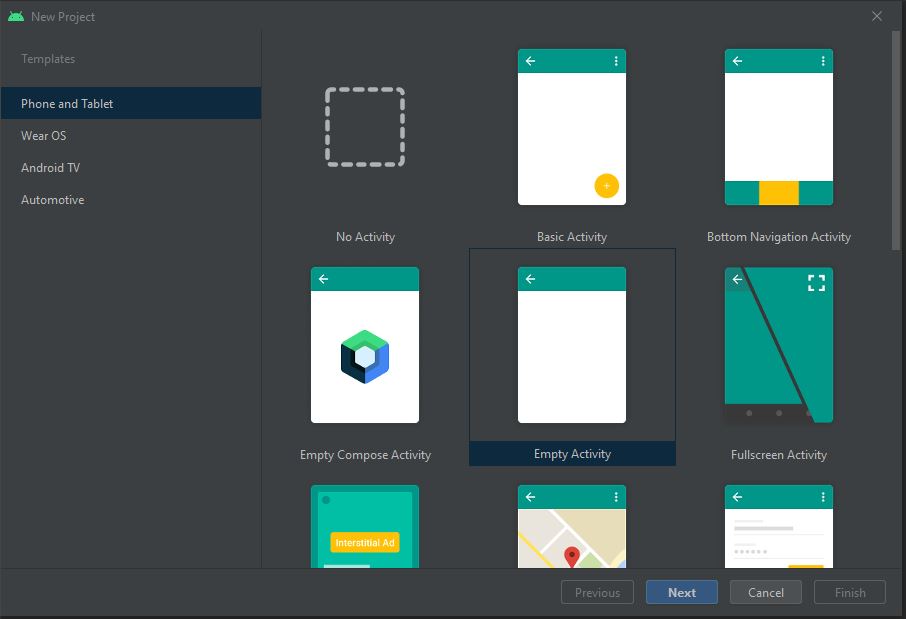 New Project
Templates
Phone and Tablet
Wear OS
Android TV
Automotive
No Activity
Basic Activity
Bottom Navigation Activity
Empty Compose Activity
Empty Activity
Fullscreen Activity
Interstitial Ad
Previous
Next
Cancel
Finish